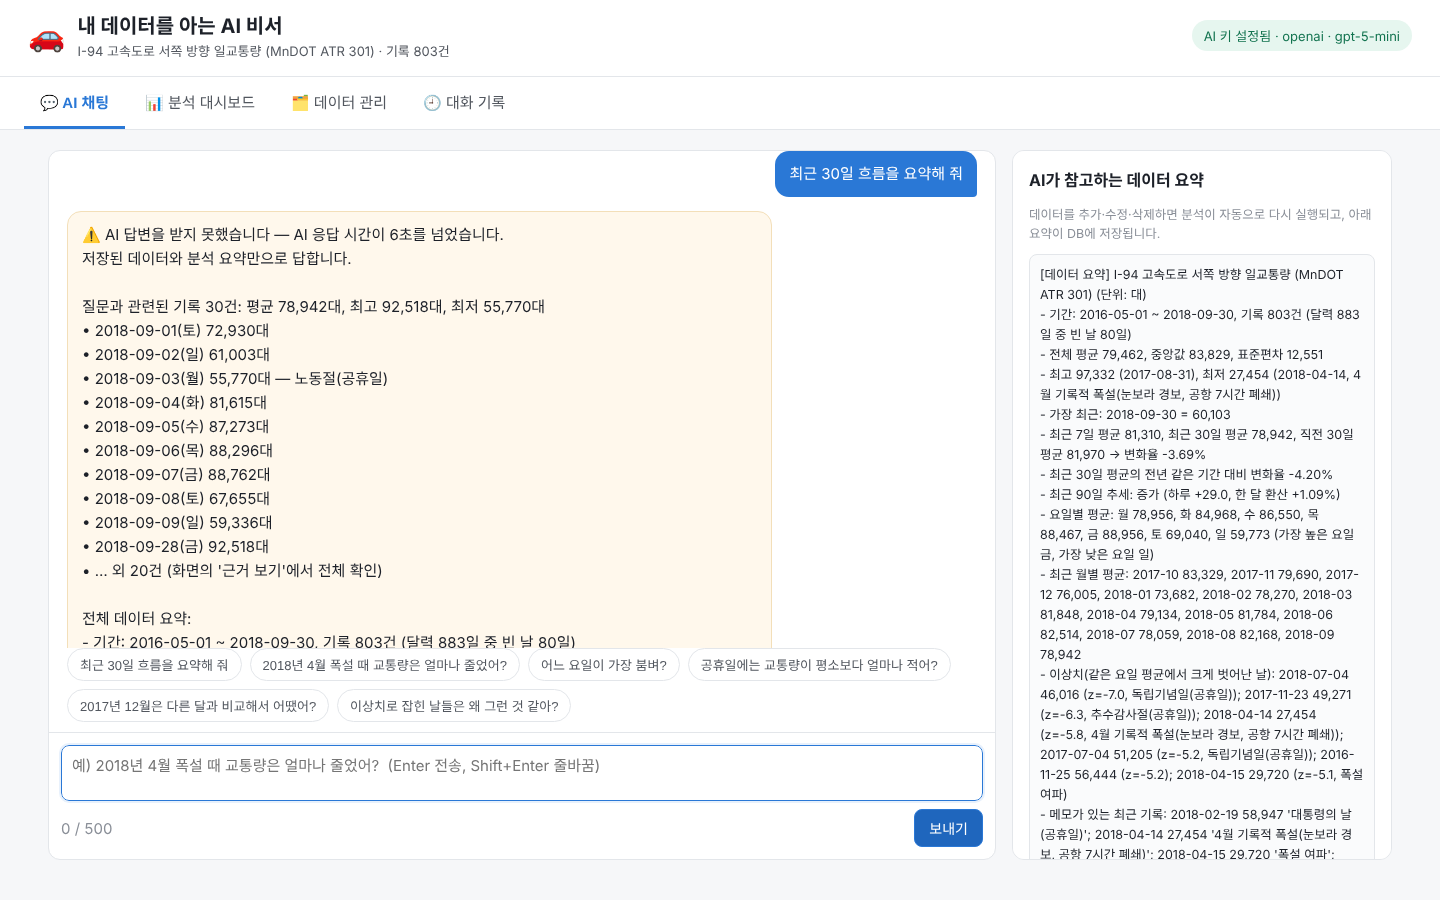 내 데이터를 아는 AI 비서
I-94 고속도로 서쪽 방향 일교통량 (MnDOT ATR 301) · 기록 803건
AI 키 설정됨 · openai · gpt-5-mini
AI 채팅
분석 대시보드
데이터 관리
대화 기록
최근 30일 흐름을 요약해 줘
⚠️ AI 답변을 받지 못했습니다 — AI 응답 시간이 6초를 넘었습니다.
저장된 데이터와 분석 요약만으로 답합니다.
질문과 관련된 기록 30건: 평균 78,942대, 최고 92,518대, 최저 55,770대
• 2018-09-01(토) 72,930대
• 2018-09-02(일) 61,003대
• 2018-09-03(월) 55,770대 — 노동절(공휴일)
• 2018-09-04(화) 81,615대
• 2018-09-05(수) 87,273대
• 2018-09-06(목) 88,296대
• 2018-09-07(금) 88,762대
• 2018-09-08(토) 67,655대
• 2018-09-09(일) 59,336대
• 2018-09-28(금) 92,518대
• ... 외 20건 (화면의 '근거 보기'에서 전체 확인)
전체 데이터 요약:
- 기간: 2016-05-01 ~ 2018-09-30, 기록 803건 (달력 883일 중 빈 날 80일)
최근 30일 흐름을 요약해 줘
2018년 4월 폭설 때 교통량은 얼마나 줄었어?
어느 요일이 가장 붐벼?
공휴일에는 교통량이 평소보다 얼마나 적어?
2017년 12월은 다른 달과 비교해서 어땠어?
이상치로 잡힌 날들은 왜 그런 것 같아?
예) 2018년 4월 폭설 때 교통량은 얼마나 줄었어? (Enter 전송, Shift+Enter 줄바꿈)
0 / 500
보내기
AI가 참고하는 데이터 요약
데이터를 추가·수정·삭제하면 분석이 자동으로 다시 실행되고, 아래
요약이 DB에 저장됩니다.
[데이터 요약] I-94 고속도로 서쪽 방향 일교통량 (MnDOT
ATR 301) (단위: 대)
- 기간: 2016-05-01 ~ 2018-09-30, 기록 803건 (달력 883
일 중 빈 날 80일)
- 전체 평균 79,462, 중앙값 83,829, 표준편차 12,551
- 최고 97,332 (2017-08-31), 최저 27,454 (2018-04-14, 4
월 기록적 폭설(눈보라 경보, 공항 7시간 폐쇄))
- 가장 최근: 2018-09-30 = 60,103
- 최근 7일 평균 81,310, 최근 30일 평균 78,942, 직전 30일
평균 81,970 → 변화율 -3.69%
- 최근 30일 평균의 전년 같은 기간 대비 변화율 -4.20%
- 최근 90일 추세: 증가 (하루 +29.0, 한 달 환산 +1.09%)
- 요일별 평균: 월 78,956, 화 84,968, 수 86,550, 목
88,467, 금 88,956, 토 69,040, 일 59,773 (가장 높은 요일
금, 가장 낮은 요일 일)
- 최근 월별 평균: 2017-10 83,329, 2017-11 79,690, 2017-
12 76,005, 2018-01 73,682, 2018-02 78,270, 2018-03
81,848, 2018-04 79,134, 2018-05 81,784, 2018-06
82,514, 2018-07 78,059, 2018-08 82,168, 2018-09
78,942
- 이상치(같은 요일 평균에서 크게 벗어난 날): 2018-07-04
46,016 (z=-7.0, 독립기념일(공휴일)); 2017-11-23 49,271
(z=-6.3, 추수감사절(공휴일)); 2018-04-14 27,454
(z=-5.8, 4월 기록적 폭설(눈보라 경보, 공항 7시간 폐쇄));
2017-07-04 51,205 (z=-5.2, 독립기념일(공휴일)); 2016-
11-25 56,444 (z=-5.2); 2018-04-15 29,720 (z=-5.1, 폭설
여파)
- 메모가 있는 최근 기록: 2018-02-19 58,947 '대통령의 날
(공휴일)'; 2018-04-14 27,454 '4월 기록적 폭설(눈보라 경
보, 공항 7시간 폐쇄)'; 2018-04-15 29,720 '폭설 여파';